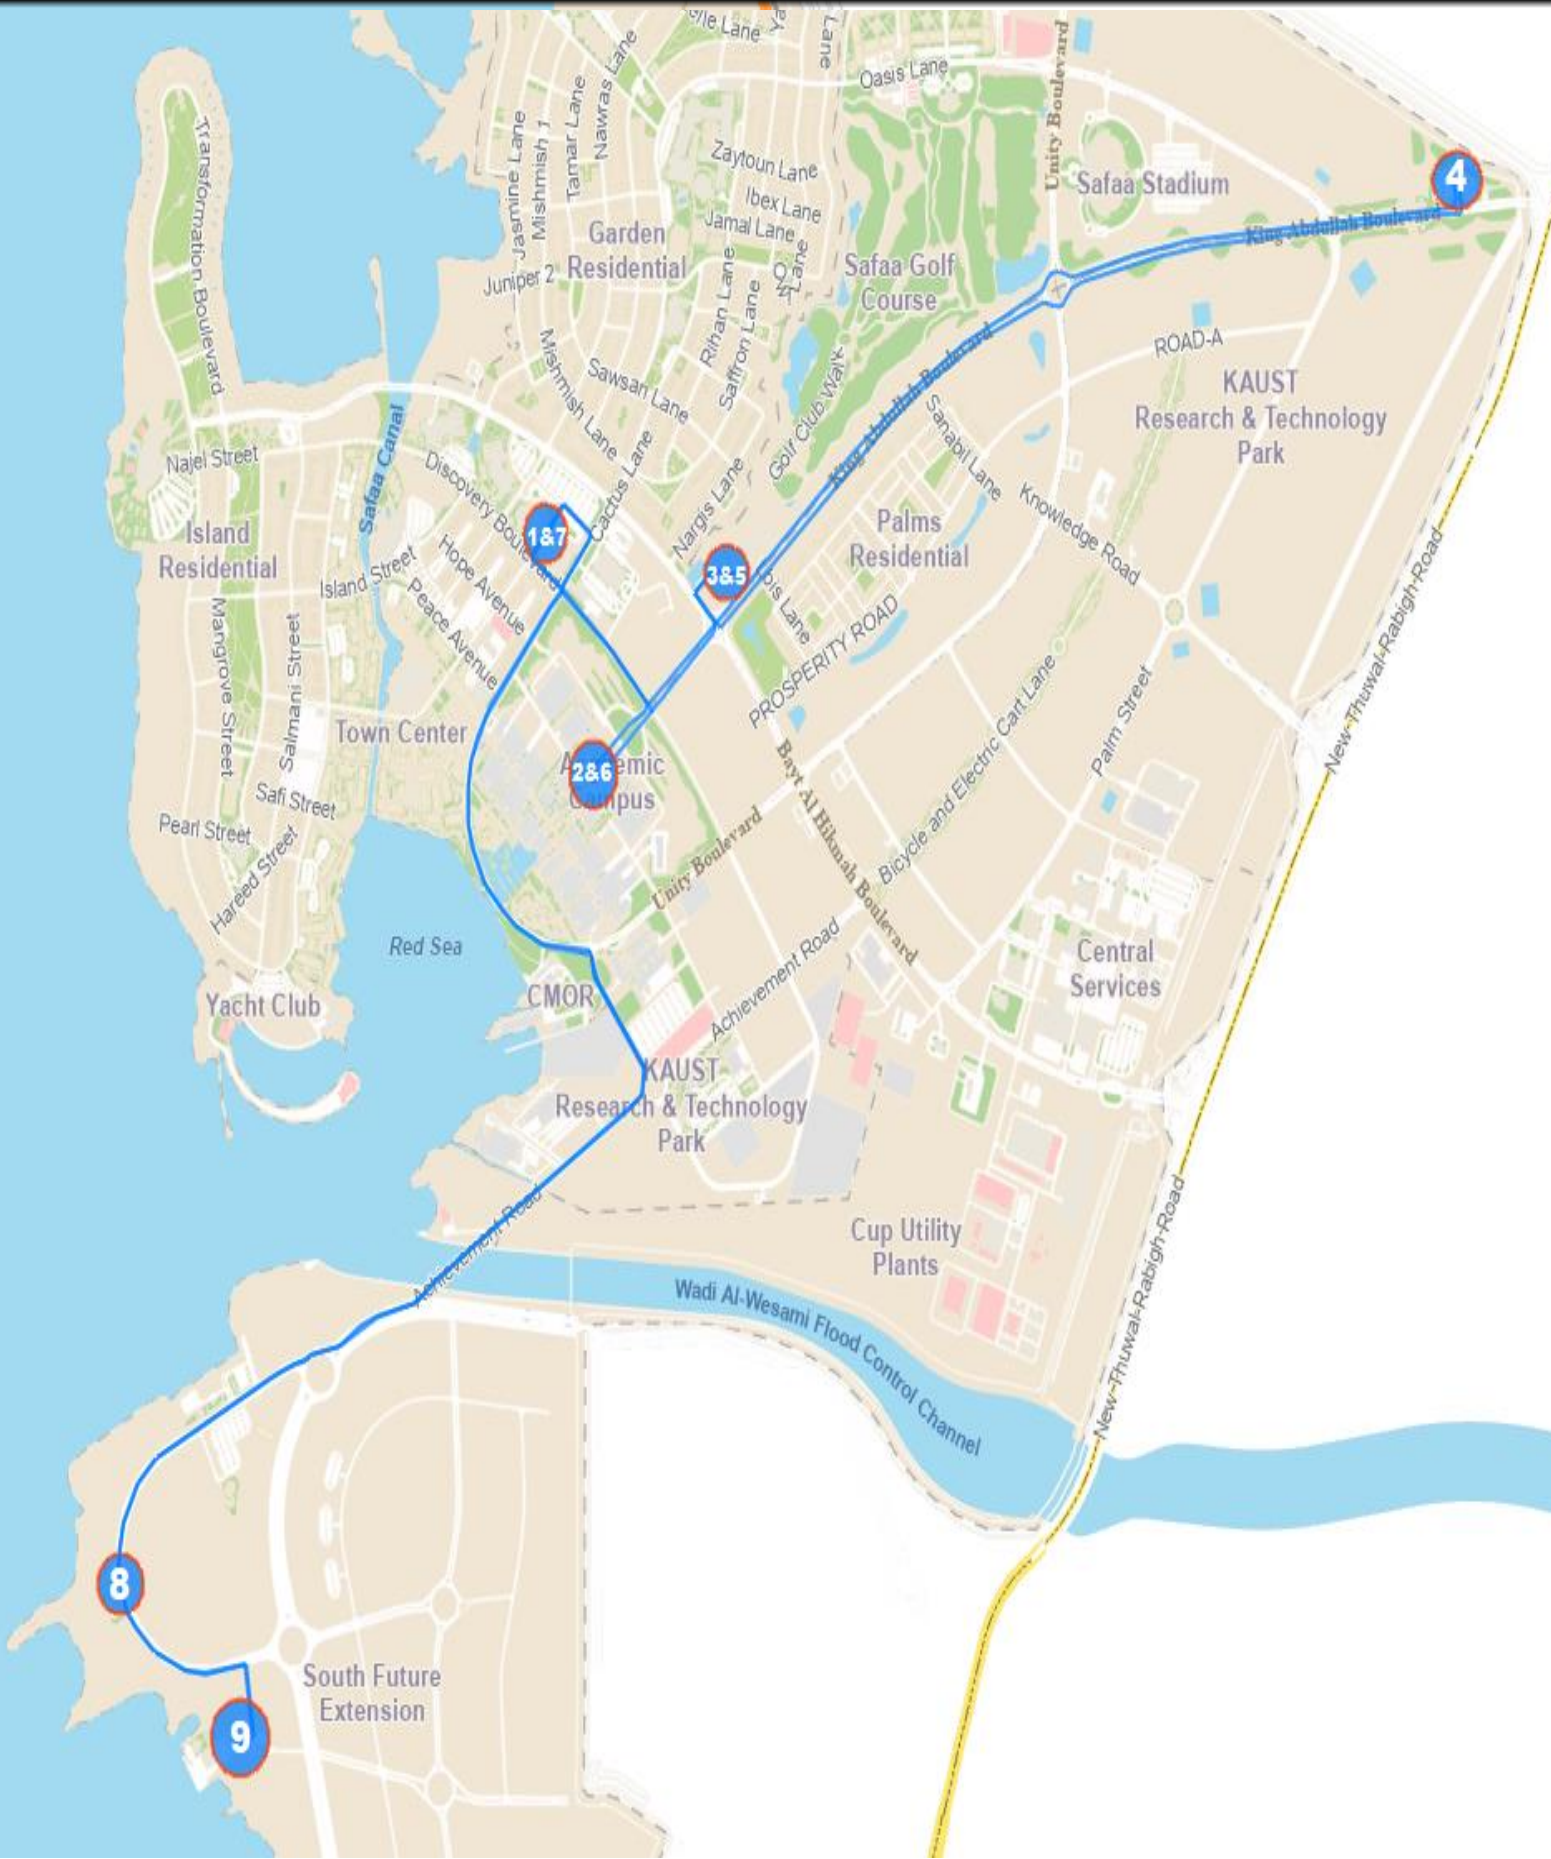 Lane
Lane
Oasis Lane
Unity Boulevard
Nawras Lane
Tamar Lane
Mishmish 1
Jasmine Lane
Transformation Boulevard
Zaytoun Lane
Ibex Lane
Jamal Lane
Lane
Safaa Stadium
4
King Abdullah Boulevard
Garden
Residential
Juniper 2
Rihan Lane
Saffron Lane
Safaa Golf
Course
Golf Club Walk
King Abdullah Boulevard
ROAD-A
KAUST
Research & Technology
Park
Mishmish Lane
Sawsan Lane
Cactus Lane
Nargis Lane
Sanabil Lane
Knowledge Road
Najel Street
Safaa Canal
Discovery Boulevard
1&7
3&5
Palms
Residential
Island
Residential
Island Street
Hope Avenue
Peace Avenue
PROSPERITY ROAD
Mangrove Street
Salmani Street
Town Center
2&6
Academic
Campus
Safi Street
Pearl Street
Hareed Street
Unity Boulevard
Bayt Al Hikmah Boulevard
Bicycle and Electric Cart Lane
Palm Street
New-Thuwal-Rabigh-Road
Red Sea
Yacht Club
CMOR
Achievement Road
Central
Services
KAUST
Research & Technology
Park
Achievement Road
Cup Utility
Plants
Wadi Al-Wesami Flood Control Channel
New-Thuwal-Rabigh-Road
8
9
South Future
Extension